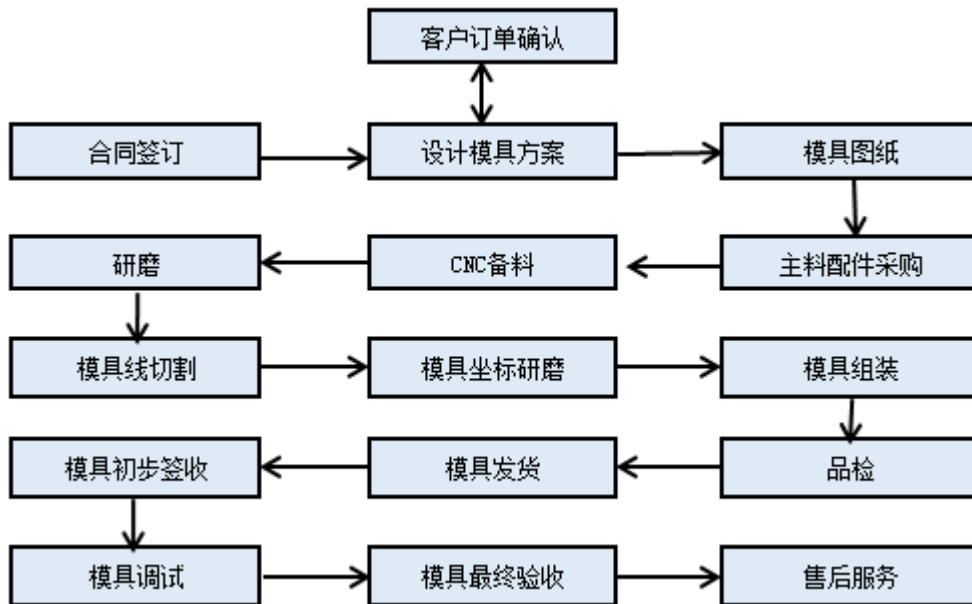 客户订单确认
合同签订
设计模具方案
模具图纸
研磨
CNC备料
主料配件采购
模具线切割
模具坐标研磨
模具组装
模具初步签收
模具发货
品检
模具调试
模具最终验收
售后服务